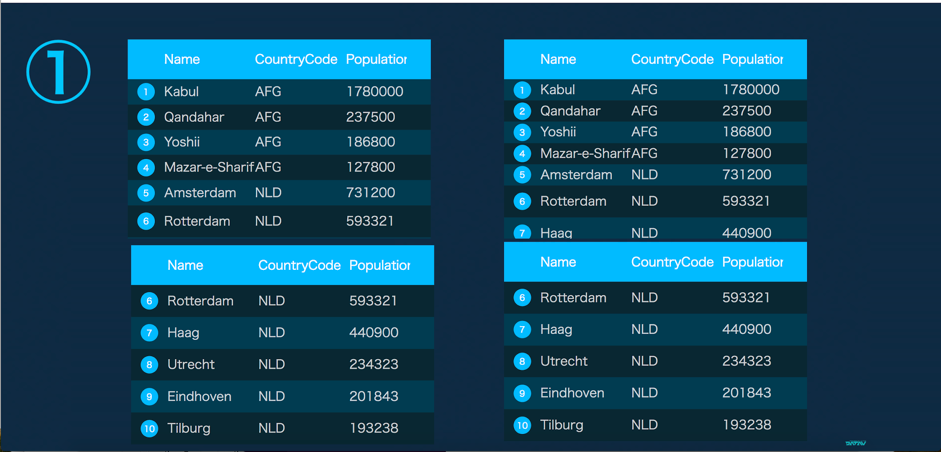 1
Name CountryCode Population
1 Kabul AFG 1780000
2 Qandahar AFG 237500
3 Yoshii AFG 186800
4 Mazar-e-Sharif AFG 127800
5 Amsterdam NLD 731200
6 Rotterdam NLD 593321
Name CountryCode Population
6 Rotterdam NLD 593321
7 Haag NLD 440900
8 Utrecht NLD 234323
9 Eindhoven NLD 201843
10 Tilburg NLD 193238
Name CountryCode Population
1 Kabul AFG 1780000
2 Qandahar AFG 237500
3 Yoshii AFG 186800
4 Mazar-e-Sharif AFG 127800
5 Amsterdam NLD 731200
6 Rotterdam NLD 593321
7 Haag NLD 440900
Name CountryCode Population
6 Rotterdam NLD 593321
7 Haag NLD 440900
8 Utrecht NLD 234323
9 Eindhoven NLD 201843
10 Tilburg NLD 193238